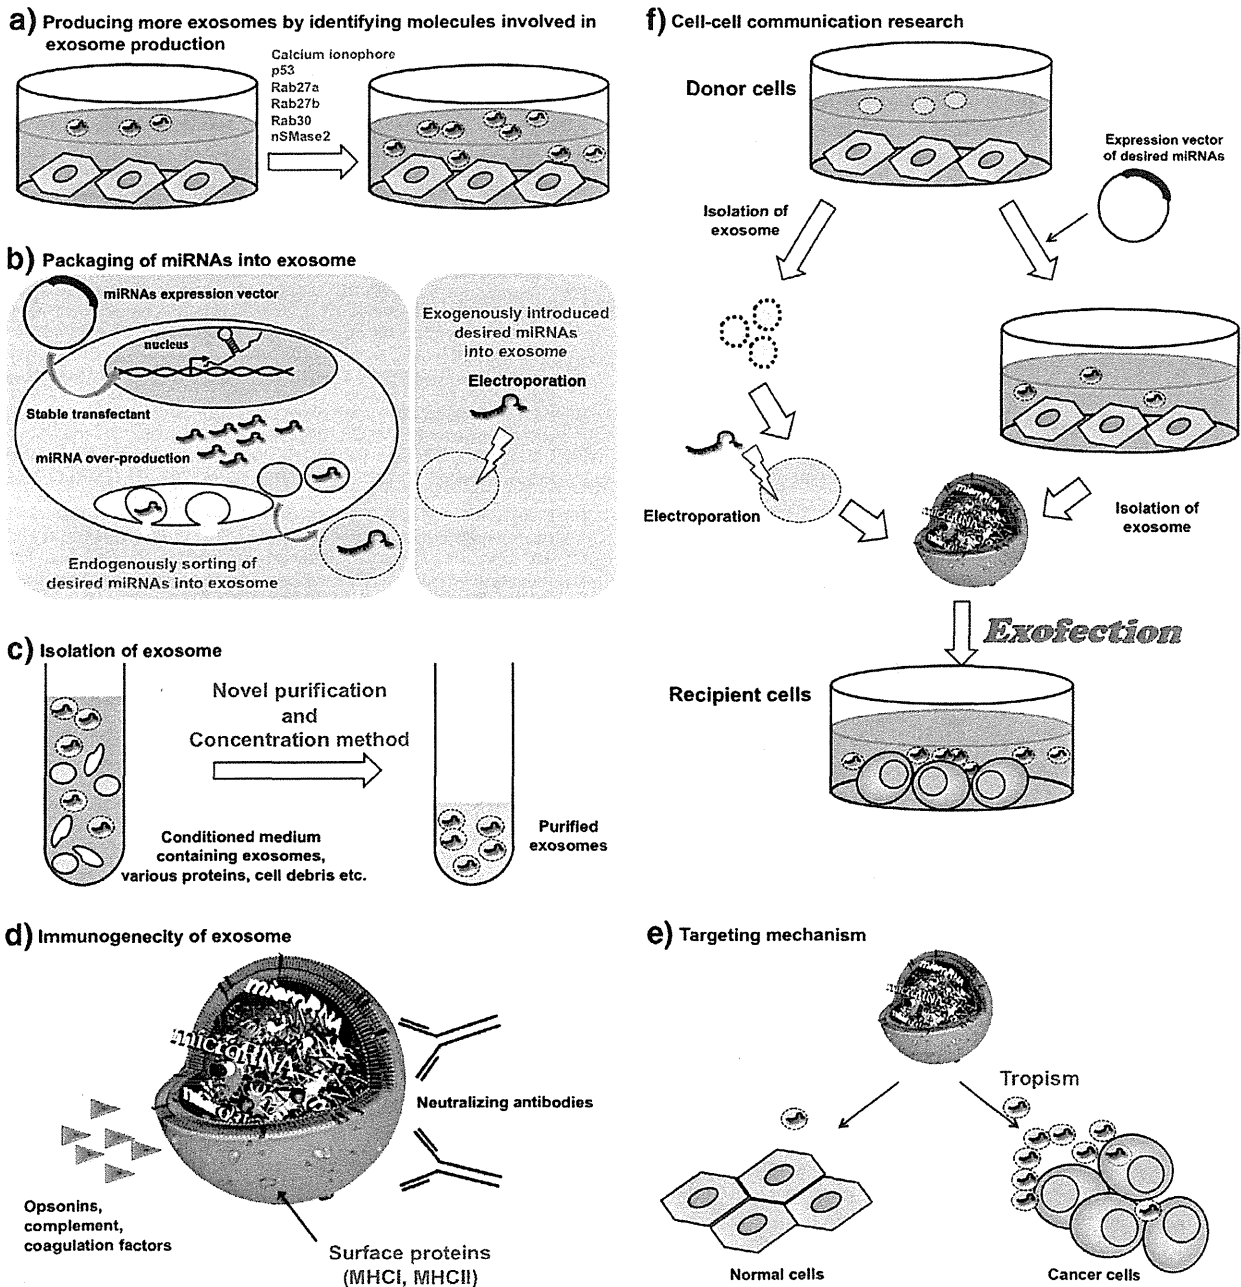 a) Producing more exosomes by identifying molecules involved in
exosome production
Calcium ionophore
p53
Rab27a
Rab27b
Rab30
nSMase2
b) Packaging of miRNAs into exosome
miRNAs expression vector
nucleus
Stable transfectant
miRNA over-production
Endogenously sorting of
desired miRNAs into exosome
Exogenously introduced
desired miRNAs
into exosome
Electroporation
c) Isolation of exosome
Novel purification
and
Concentration method
Conditioned medium
containing exosomes,
various proteins, cell debris etc.
Purified
exosomes
d) Immunogenecity of exosome
microRNA
Neutralizing antibodies
Opsonins,
complement,
coagulation factors
Surface proteins
(MHCI, MHCII)
f) Cell-cell communication research
Donor cells
Expression vector
of desired miRNAs
Isolation of
exosome
Electroporation
Isolation of
exosome
Exofection
Recipient cells
e) Targeting mechanism
Tropism
Normal cells
Cancer cells